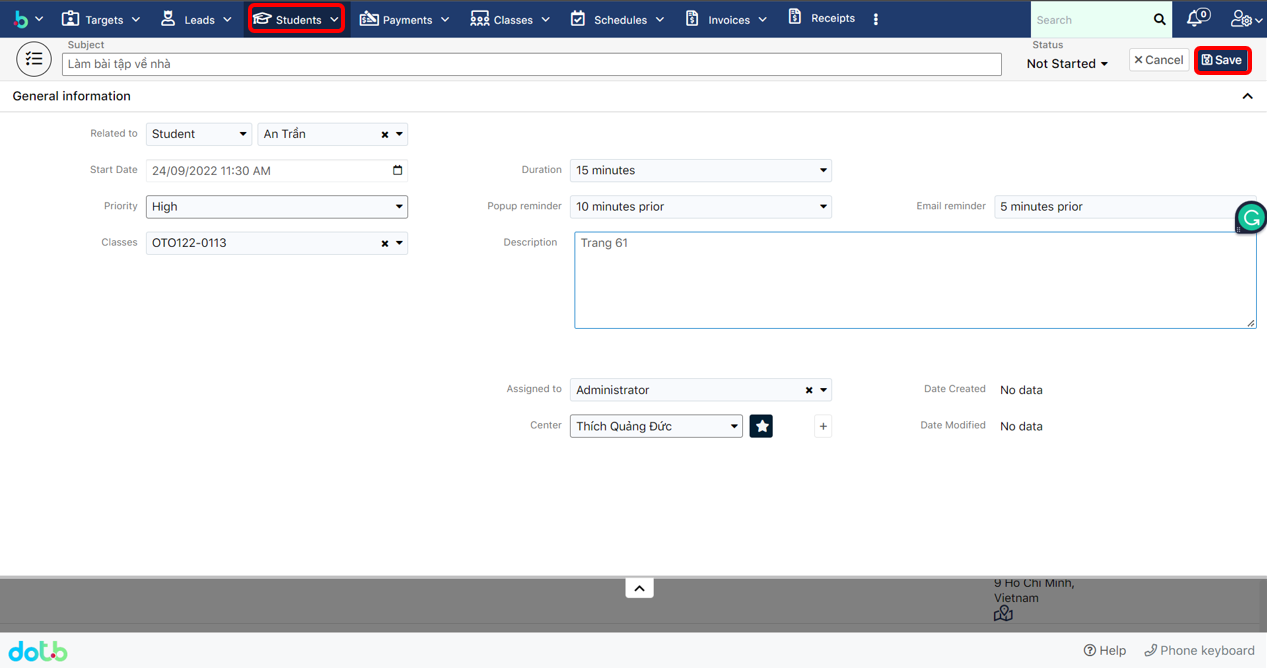 Targets Leads Students Payments Classes Schedules Invoices Receipts Search 0
Subject
Làm bài tập về nhà
Status
Not Started
Cancel Save
General information
Related to Student An Trần
Start Date 24/09/2022 11:30 AM Duration 15 minutes
Priority High Popup reminder 10 minutes prior Email reminder 5 minutes prior
Classes OTO122-0113 Description Trang 61
Assigned to Administrator Date Created No data
Center Thích Quảng Đức + Date Modified No data
9 Ho Chi Minh,
Vietnam
dotb Help Phone keyboard